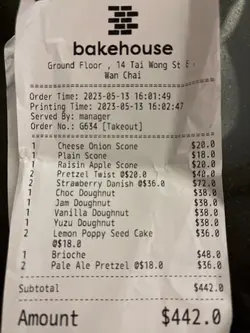 bakehouse
Ground Floor , 14 Tai Wong St E
Wan Chai
Order Time: 2023-05-13 16:01:49
Printing Time: 2023-05-13 16:02:47
Served By: manager
Order No.: G634 [Takeout]
1 Cheese Onion Scone $20.0
1 Plain Scone $18.0
1 Raisin Apple Scone $20.0
2 Pretzel Twist @$20.0 $40.0
2 Strawberry Danish @$36.0 $72.0
1 Choc Doughnut $38.0
1 Jam Doughnut $38.0
1 Vanilla Doughnut $38.0
1 Yuzu Doughnut $38.0
2 Lemon Poppy Seed Cake $36.0
@$18.0
1 Brioche $48.0
2 Pale Ale Pretzel @$18.0 $36.0
Subtotal $442.0
Amount $442.0